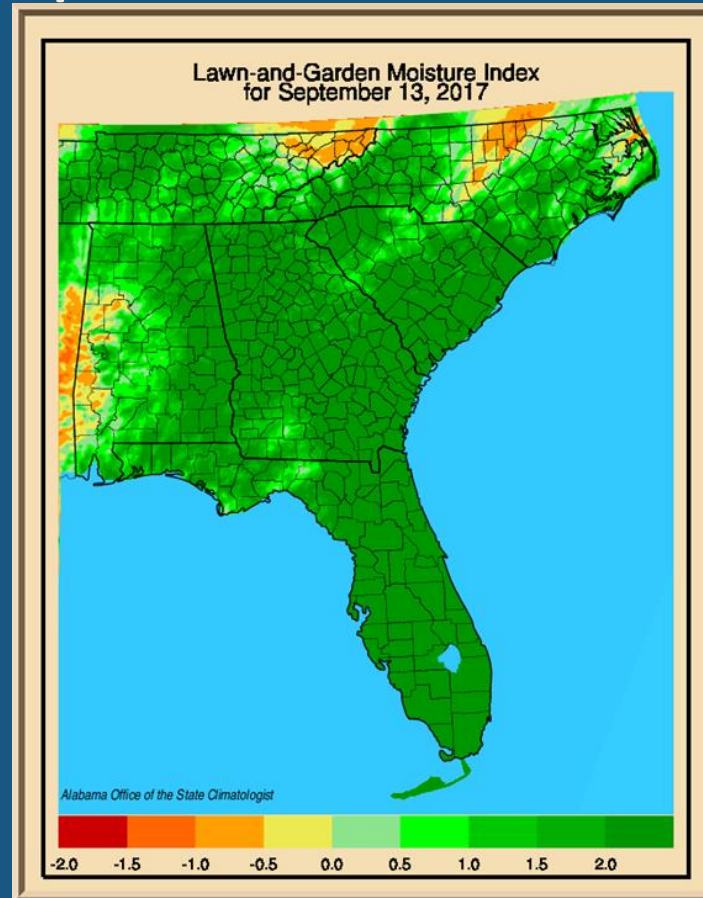 Lawn-and-Garden Moisture Index
for September 13, 2017
Alabama Office of the State Climatologist
-2.0 -1.5 -1.0 -0.5 0.0 0.5 1.0 1.5 2.0